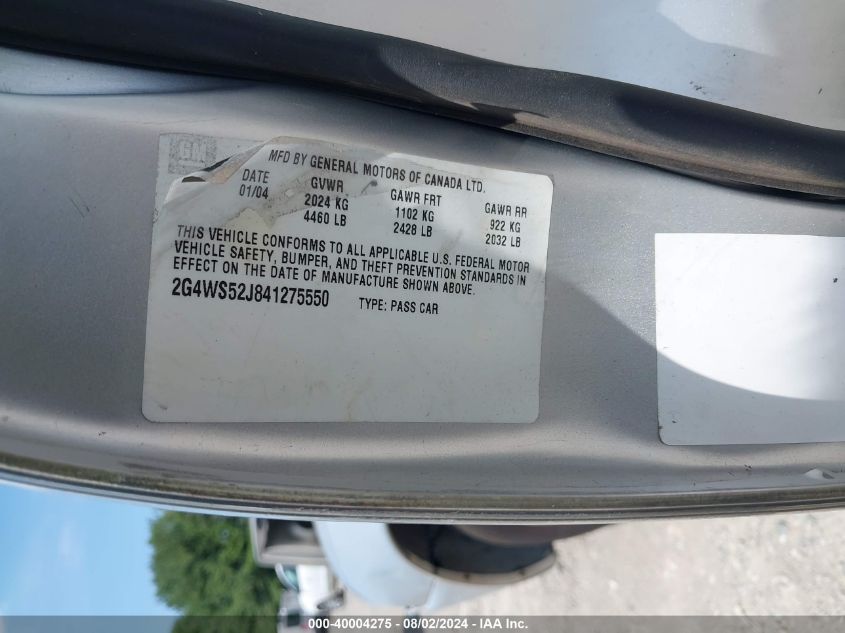 GM
MFD BY GENERAL MOTORS OF CANADA LTD.
DATE GVWR GAWR FRT GAWR RR
01/04 2024 KG 1102 KG 922 KG
4460 LB 2428 LB 2032 LB
THIS VEHICLE CONFORMS TO ALL APPLICABLE U.S. FEDERAL MOTOR
VEHICLE SAFETY, BUMPER, AND THEFT PREVENTION STANDARDS IN
EFFECT ON THE DATE OF MANUFACTURE SHOWN ABOVE.
2G4WS52J841275550 TYPE: PASS CAR
000-40004275 - 08/02/2024 - IAA Inc.